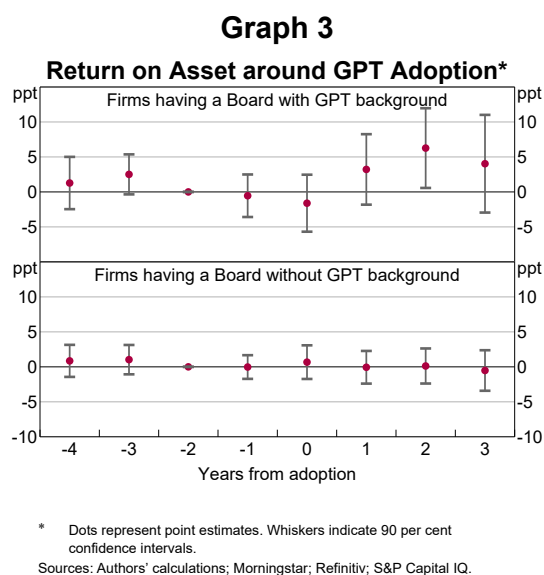 Graph 3
Return on Asset around GPT Adoption*
ppt ppt
Firms having a Board with GPT background
10 10
5 5
0 0
-5 -5
ppt ppt
Firms having a Board without GPT background
10 10
5 5
0 0
-5 -5
-10 -10
-4 -3 -2 -1 0 1 2 3
Years from adoption
* Dots represent point estimates. Whiskers indicate 90 per cent
confidence intervals.
Sources: Authors' calculations; Morningstar; Refinitiv; S&P Capital IQ.